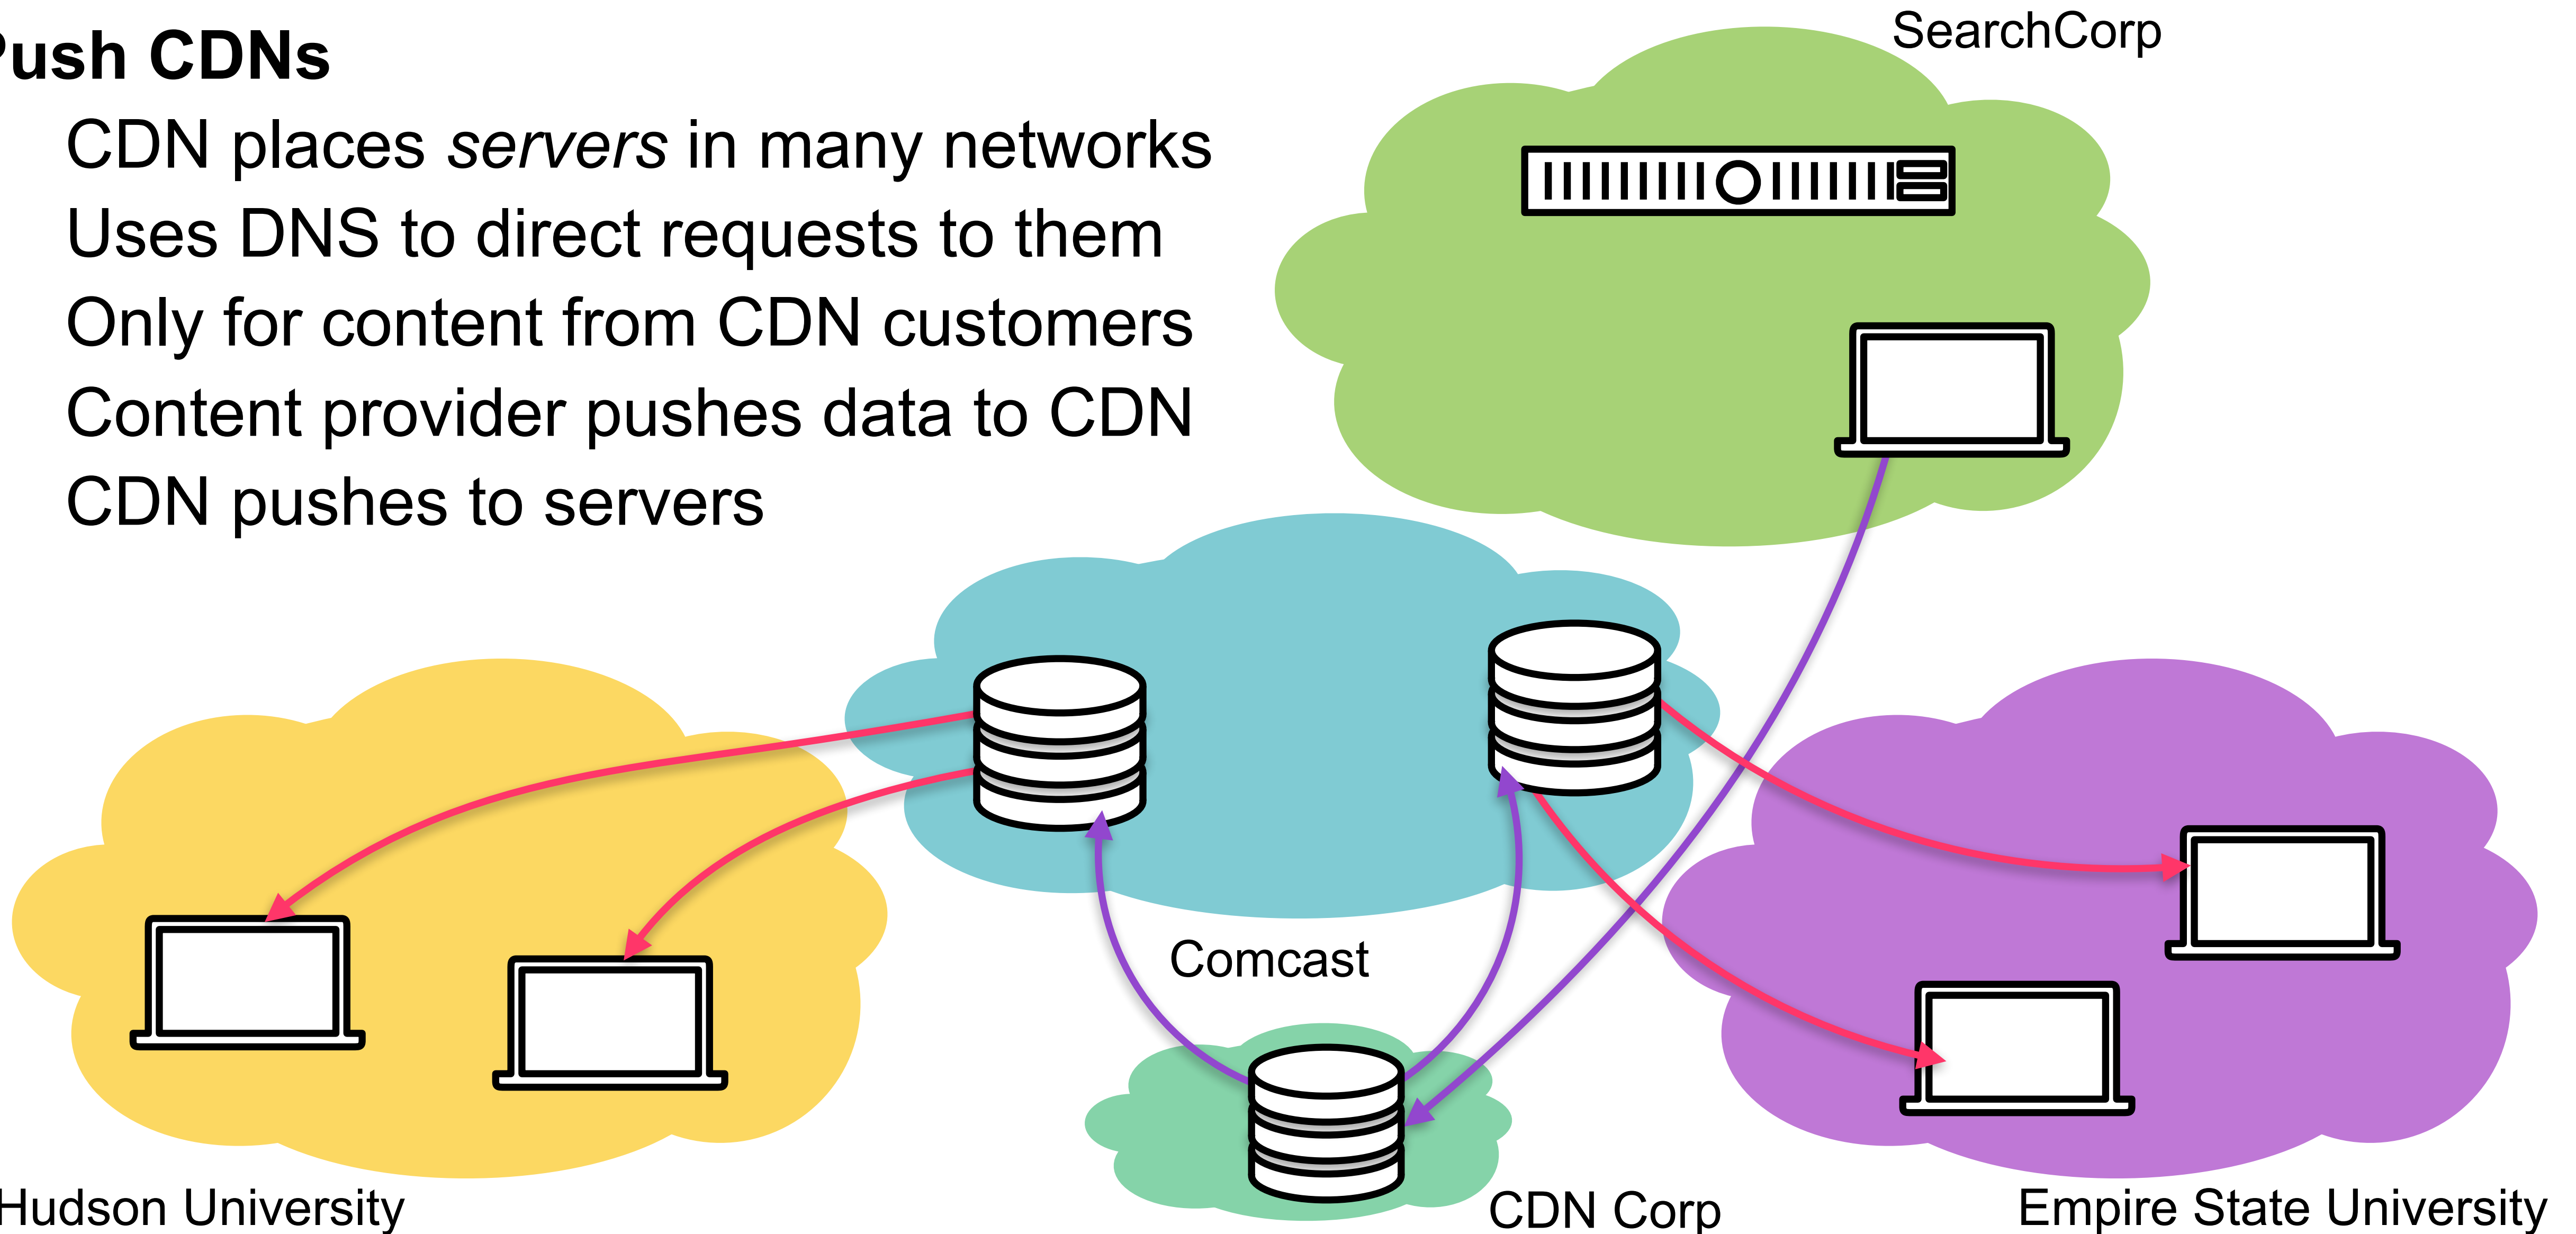 Push CDNs
CDN places servers in many networks
Uses DNS to direct requests to them
Only for content from CDN customers
Content provider pushes data to CDN
CDN pushes to servers
SearchCorp
Comcast
Hudson University
CDN Corp
Empire State University